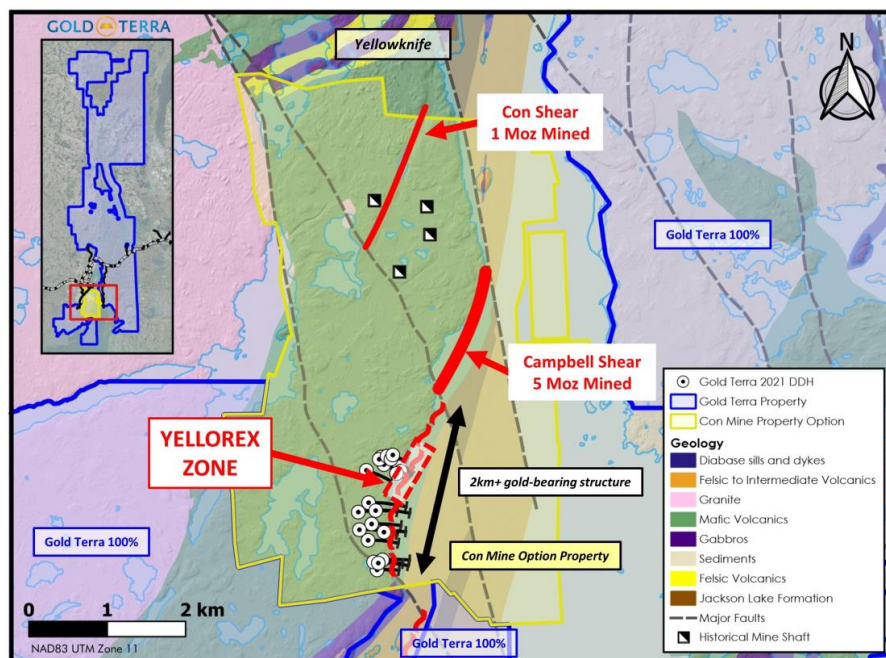 GOLD TERRA
Yellowknife
N
Con Shear
1 Moz Mined
Gold Terra 100%
Campbell Shear
5 Moz Mined
YELLOREX
ZONE
2km+ gold-bearing structure
Con Mine Option Property
Gold Terra 100%
Gold Terra 100%
0 1 2 km
NAD83 UTM Zone 11
Gold Terra 2021 DDH
Gold Terra Property
Con Mine Property Option
Geology
Diabase sills and dykes
Felsic to Intermediate Volcanics
Granite
Mafic Volcanics
Gabbros
Sediments
Felsic Volcanics
Jackson Lake Formation
Major Faults
Historical Mine Shaft